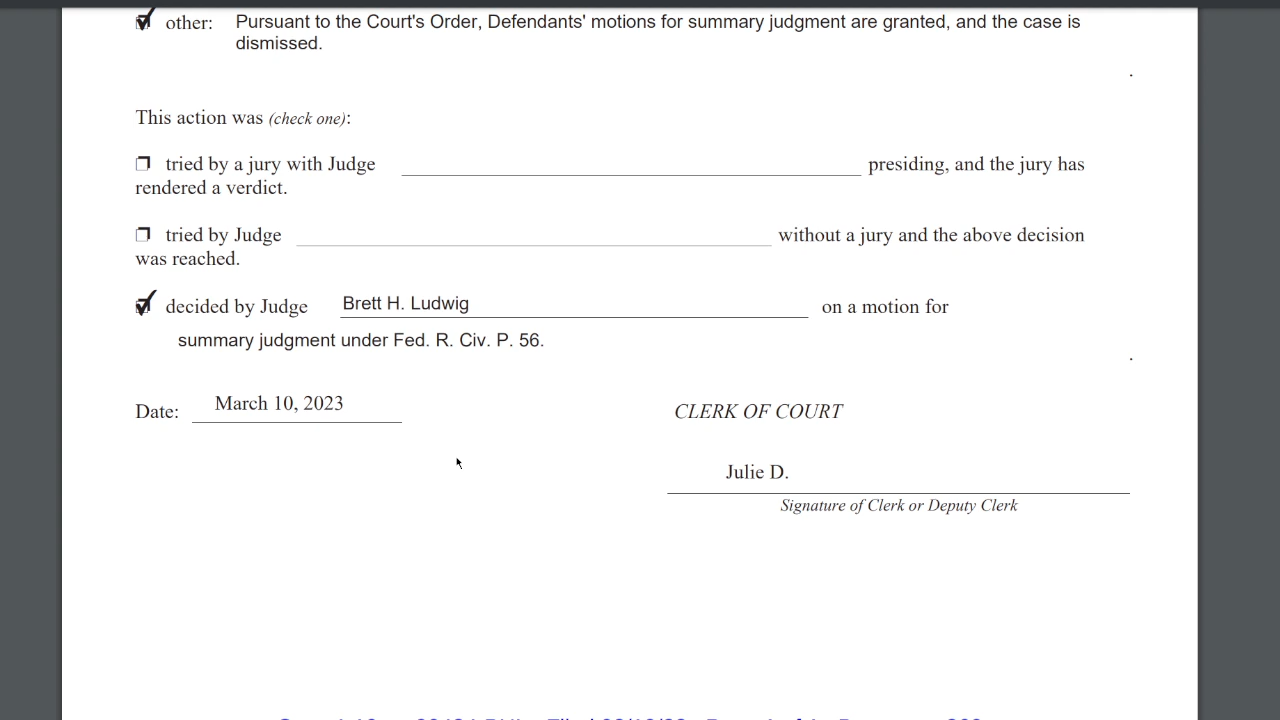 other: Pursuant to the Court's Order, Defendants' motions for summary judgment are granted, and the case is
dismissed.
.
This action was (check one):
tried by a jury with Judge presiding, and the jury has
rendered a verdict.
tried by Judge without a jury and the above decision
was reached.
decided by Judge Brett H. Ludwig on a motion for
summary judgment under Fed. R. Civ. P. 56.
.
Date: March 10, 2023 CLERK OF COURT
Julie D.
Signature of Clerk or Deputy Clerk